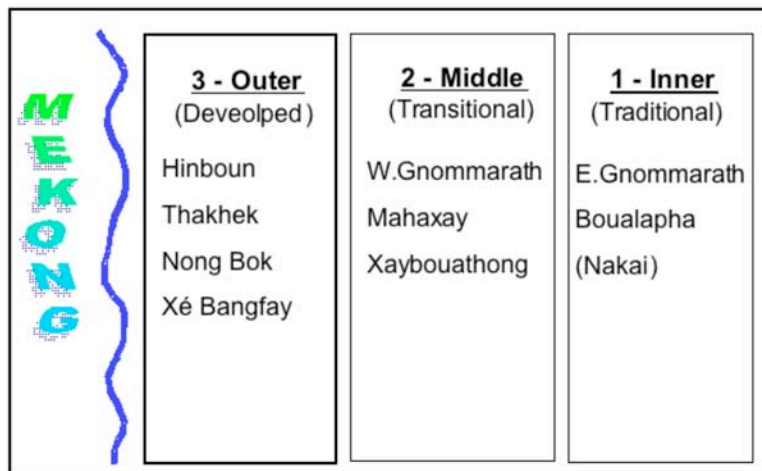 MEKONG
3 - Outer
(Deveolped)
Hinboun
Thakhek
Nong Bok
Xé Bangfay
2 - Middle
(Transitional)
W.Gnommarath
Mahaxay
Xaybouathong
1 - Inner
(Traditional)
E.Gnommarath
Boualapha
(Nakai)